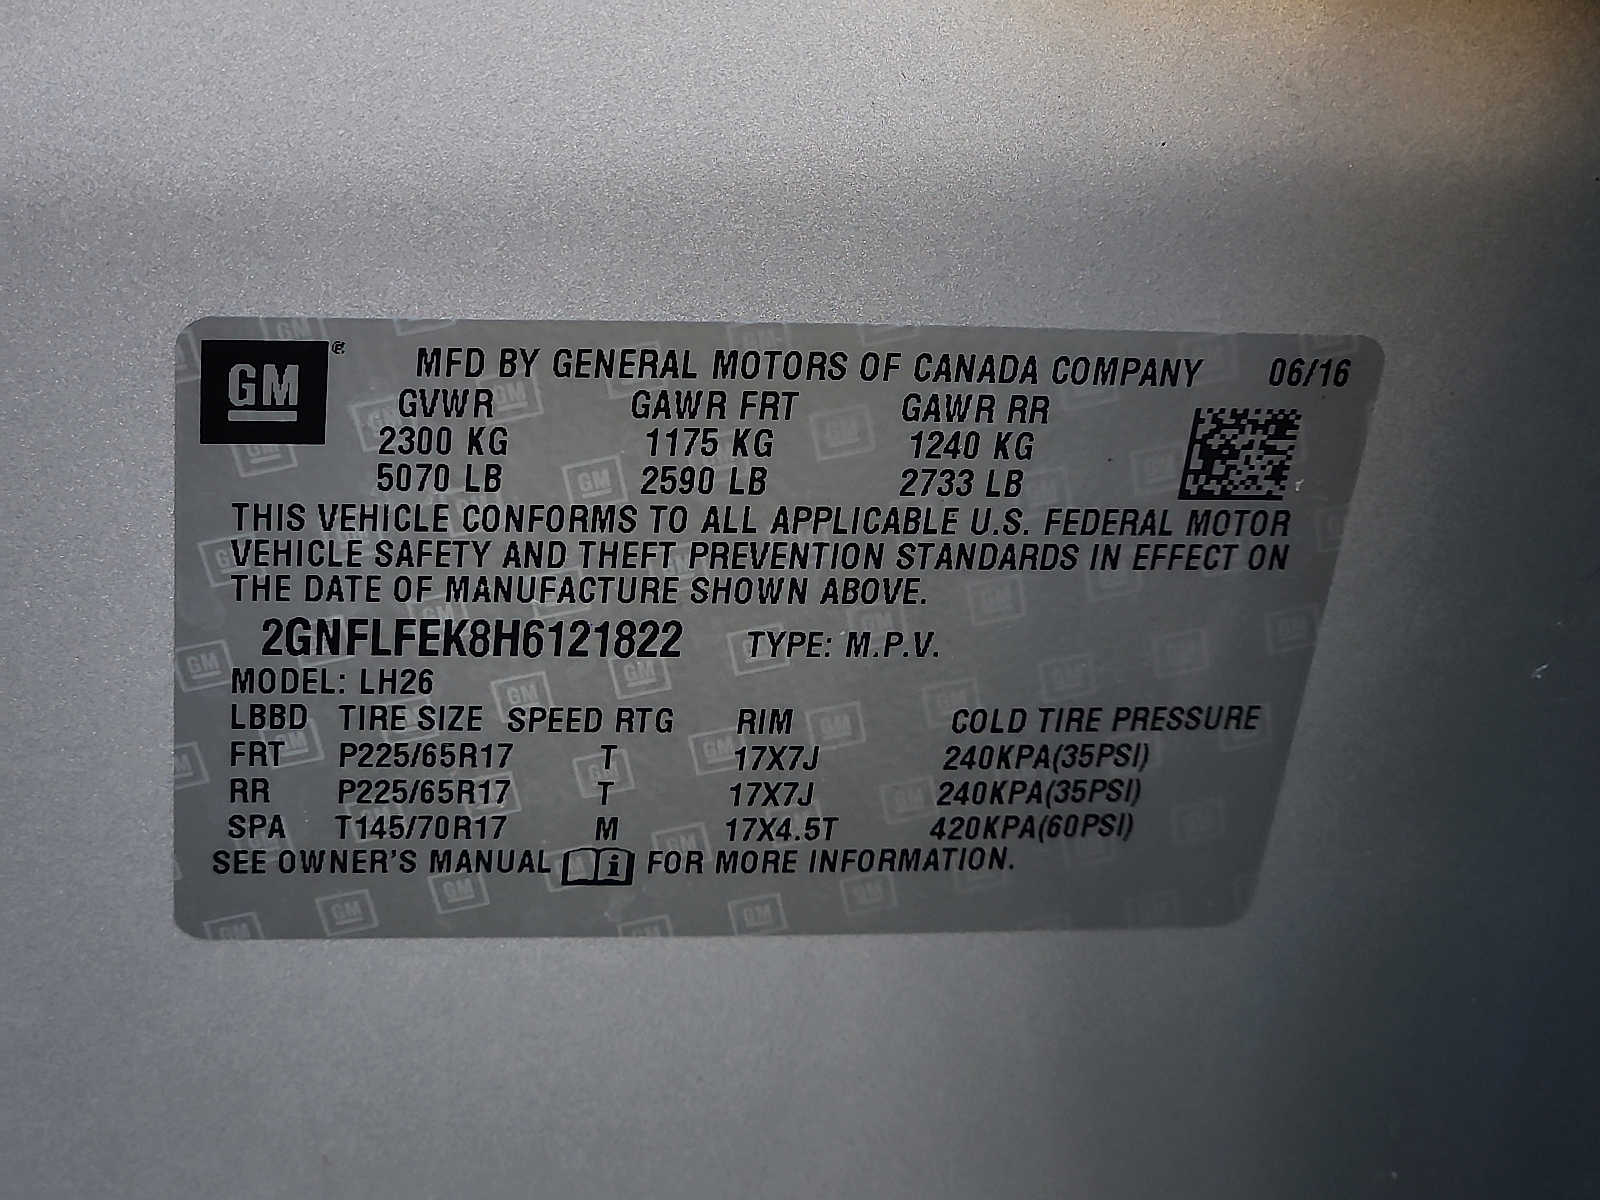 GM ® MFD BY GENERAL MOTORS OF CANADA COMPANY 06/16
GVWR GAWR FRT GAWR RR
2300 KG 1175 KG 1240 KG
5070 LB 2590 LB 2733 LB
THIS VEHICLE CONFORMS TO ALL APPLICABLE U.S. FEDERAL MOTOR
VEHICLE SAFETY AND THEFT PREVENTION STANDARDS IN EFFECT ON
THE DATE OF MANUFACTURE SHOWN ABOVE.
2GNFLFEK8H6121822 TYPE: M.P.V.
MODEL: LH26
LBBD TIRE SIZE SPEED RTG RIM COLD TIRE PRESSURE
FRT P225/65R17 T 17X7J 240KPA(35PSI)
RR P225/65R17 T 17X7J 240KPA(35PSI)
SPA T145/70R17 M 17X4.5T 420KPA(60PSI)
SEE OWNER'S MANUAL i FOR MORE INFORMATION.